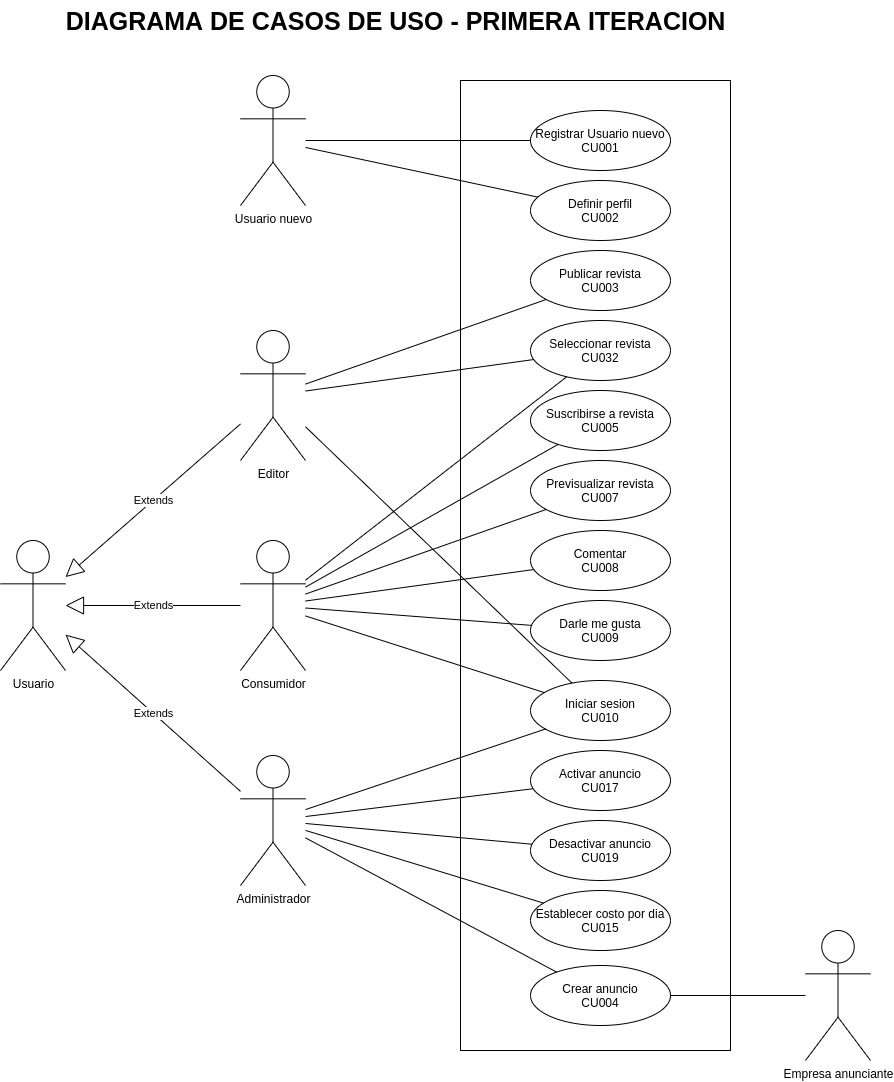 DIAGRAMA DE CASOS DE USO - PRIMERA ITERACION
Registrar Usuario nuevo
CU001
Definir perfil
CU002
Usuario nuevo
Publicar revista
CU003
Seleccionar revista
CU032
Suscribirse a revista
CU005
Editor
Previsualizar revista
CU007
Extends
Comentar
CU008
Extends
Darle me gusta
CU009
Usuario
Consumidor
Iniciar sesion
CU010
Extends
Activar anuncio
CU017
Desactivar anuncio
CU019
Administrador
Establecer costo por dia
CU015
Crear anuncio
CU004
Empresa anunciante